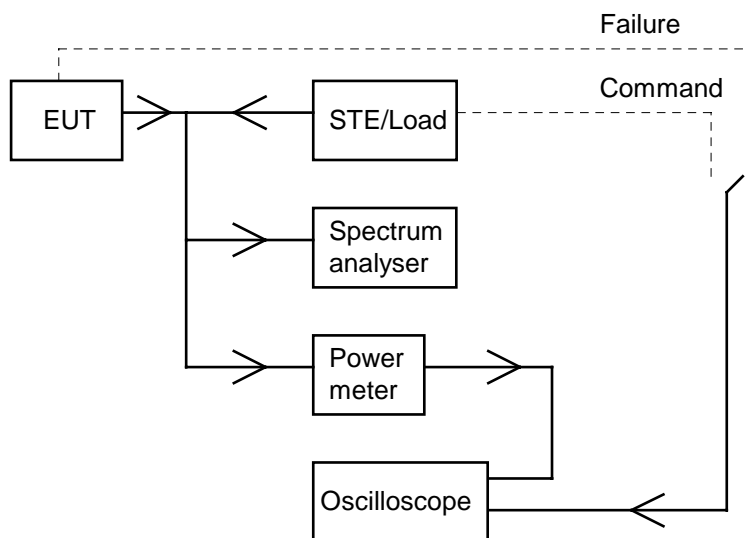 Failure
Command
EUT
STE/Load
Spectrum
analyser
Power
meter
Oscilloscope